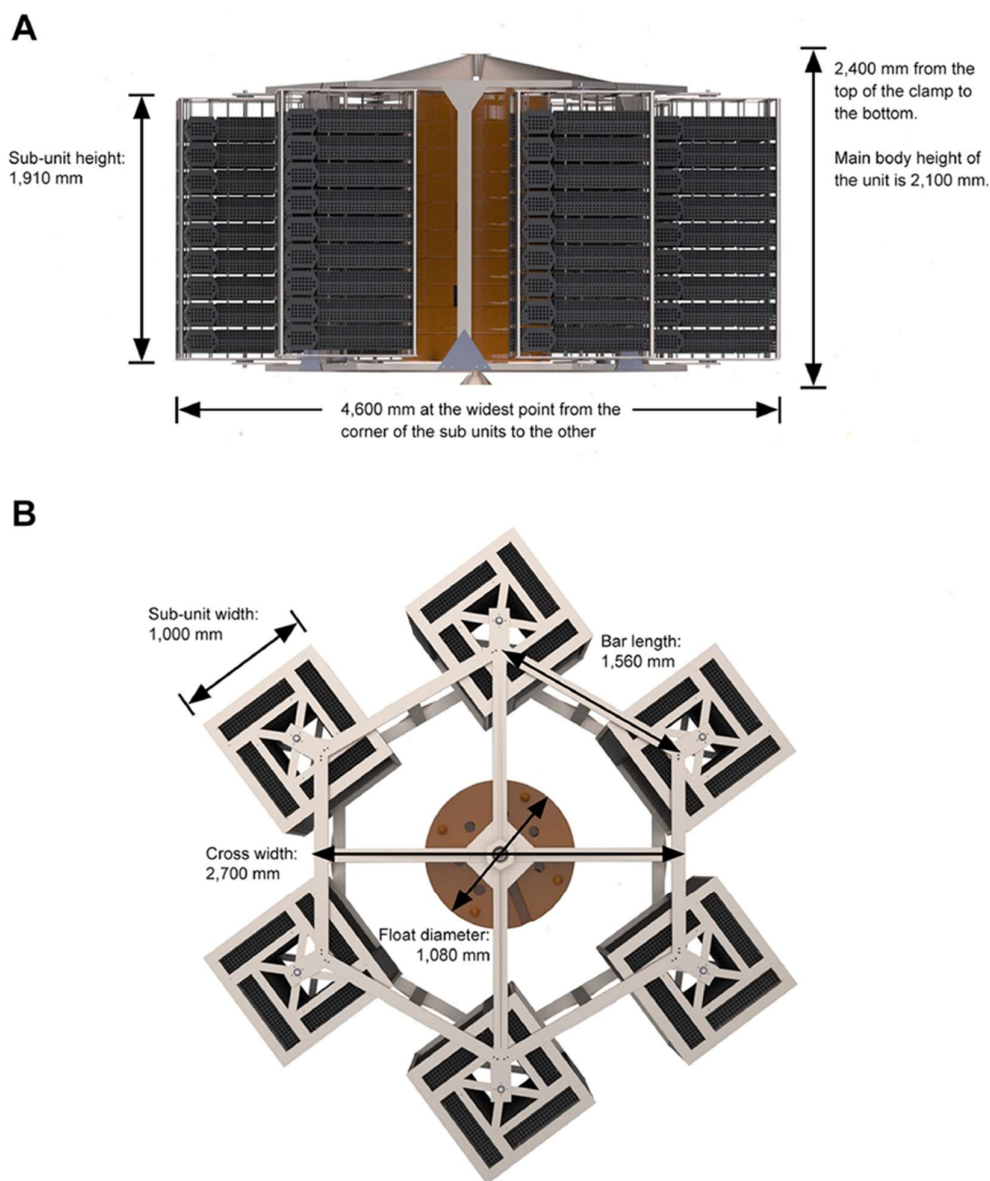 A
Sub-unit height:
1,910 mm
2,400 mm from the
top of the clamp to
the bottom.
Main body height of
the unit is 2,100 mm.
4,600 mm at the widest point from the
corner of the sub units to the other
B
Sub-unit width:
1,000 mm
Bar length:
1,560 mm
Cross width:
2,700 mm
Float diameter:
1,080 mm